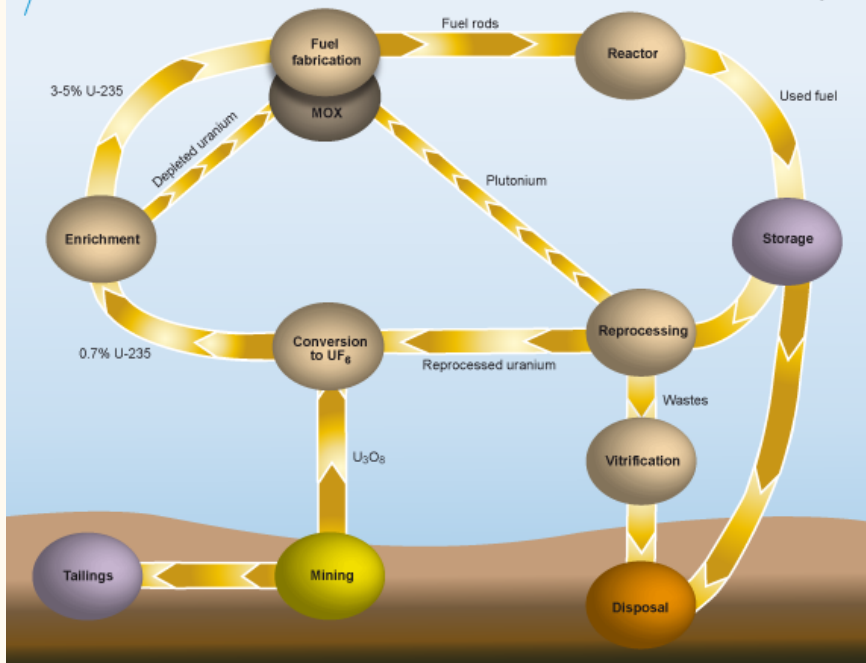 Fuel rods
Fuel
fabrication
Reactor
3-5% U-235
Used fuel
MOX
Depleted uranium
Plutonium
Enrichment
Storage
Conversion
to UF₆
Reprocessing
0.7% U-235
Reprocessed uranium
Wastes
U₃O₈
Vitrification
Tailings
Mining
Disposal